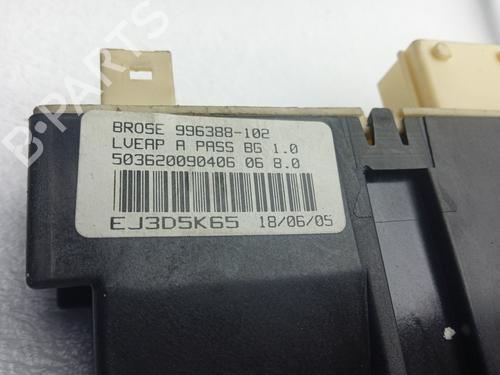 BROSE 996388-102
LVEAP A PASS BG 1.0
503620090406 06 8.0
EJ3D5K65 18/06/05
B-PARTS